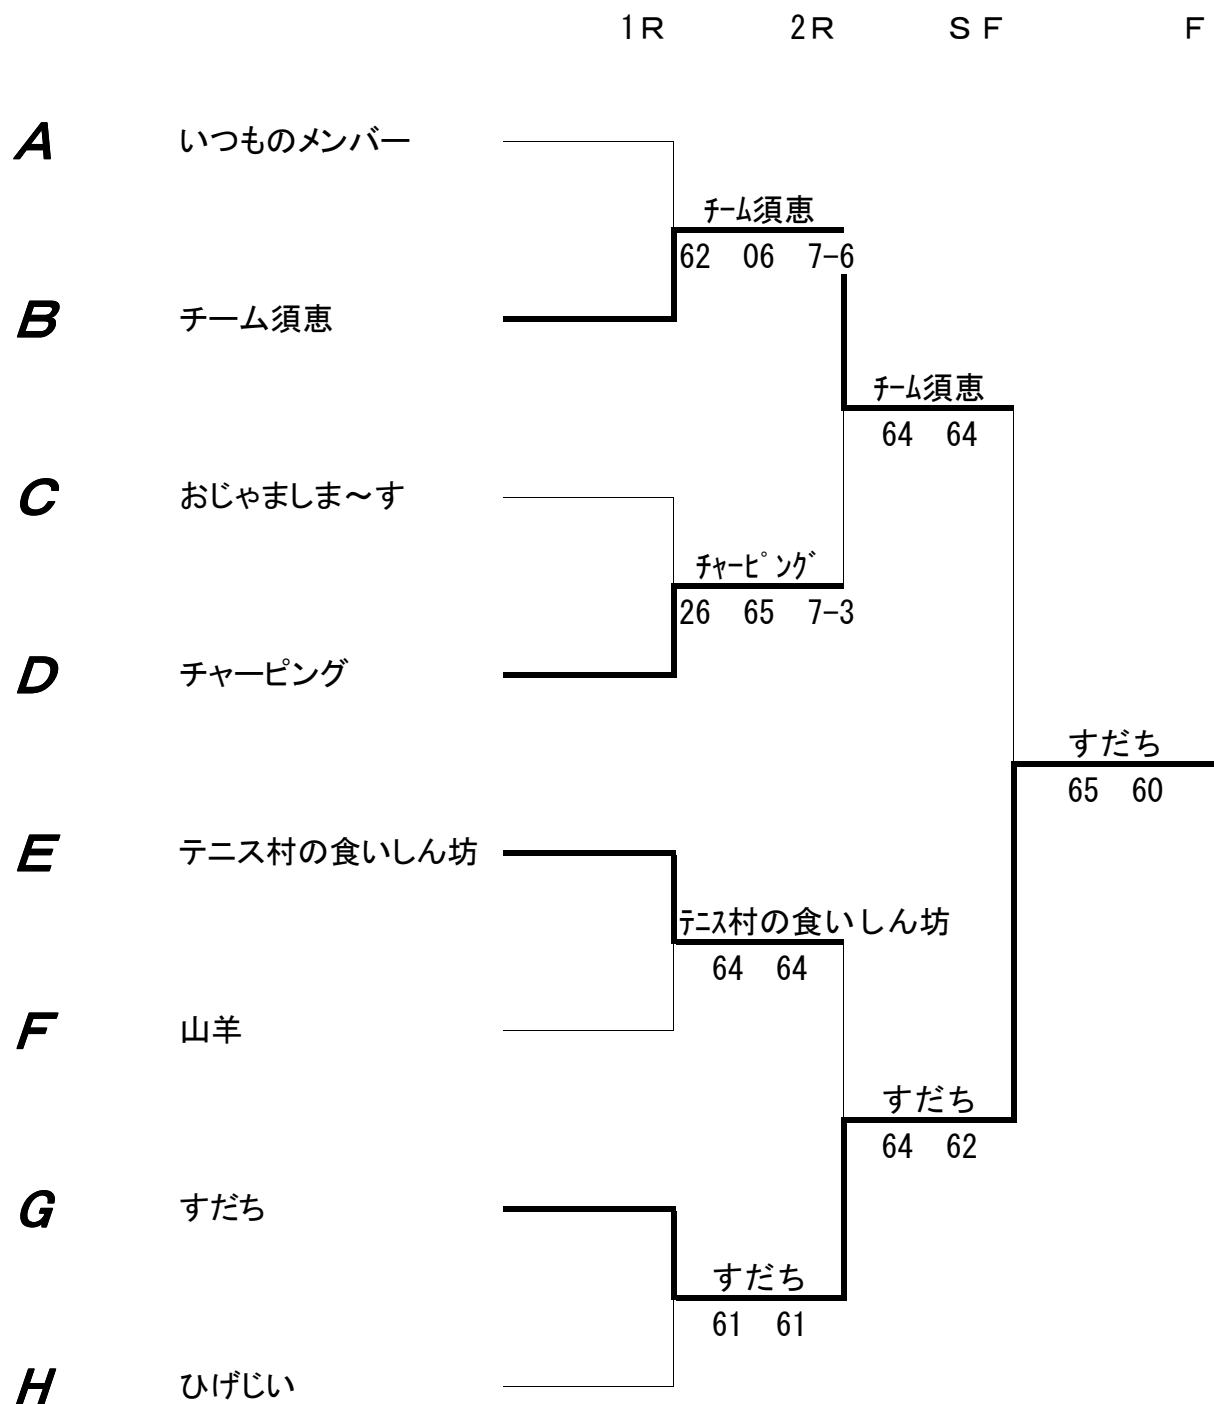 1R 2R SF F
A いつものメンバー
ﾁｰﾑ須恵
62 06 7-6
B チーム須恵
ﾁｰﾑ須恵
64 64
C おじゃましま～す
ﾁｬｰﾋﾟﾝｸﾞ
26 65 7-3
D チャーピング
すだち
65 60
E テニス村の食いしん坊
ﾃﾆｽ村の食いしん坊
64 64
F 山羊
すだち
64 62
G すだち
すだち
61 61
H ひげじい